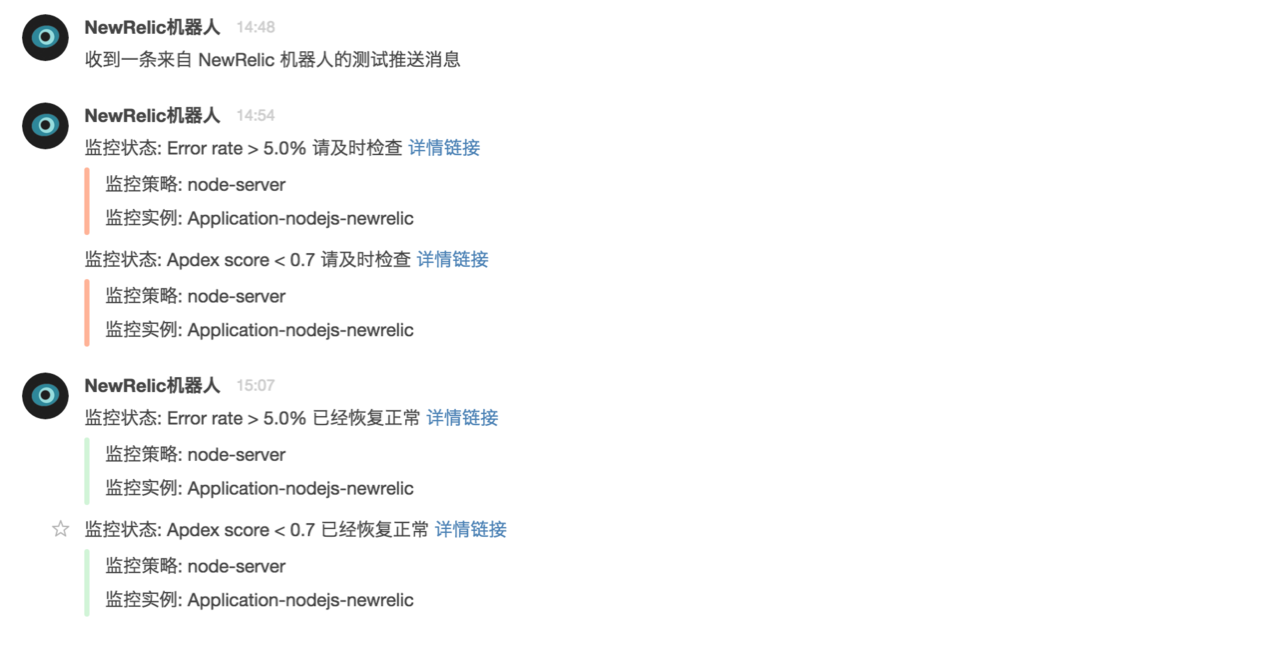 NewRelic机器人 14:48
收到一条来自 NewRelic 机器人的测试推送消息
NewRelic机器人 14:54
监控状态: Error rate > 5.0% 请及时检查 详情链接
监控策略: node-server
监控实例: Application-nodejs-newrelic
监控状态: Apdex score < 0.7 请及时检查 详情链接
监控策略: node-server
监控实例: Application-nodejs-newrelic
NewRelic机器人 15:07
监控状态: Error rate > 5.0% 已经恢复正常 详情链接
监控策略: node-server
监控实例: Application-nodejs-newrelic
监控状态: Apdex score < 0.7 已经恢复正常 详情链接
监控策略: node-server
监控实例: Application-nodejs-newrelic